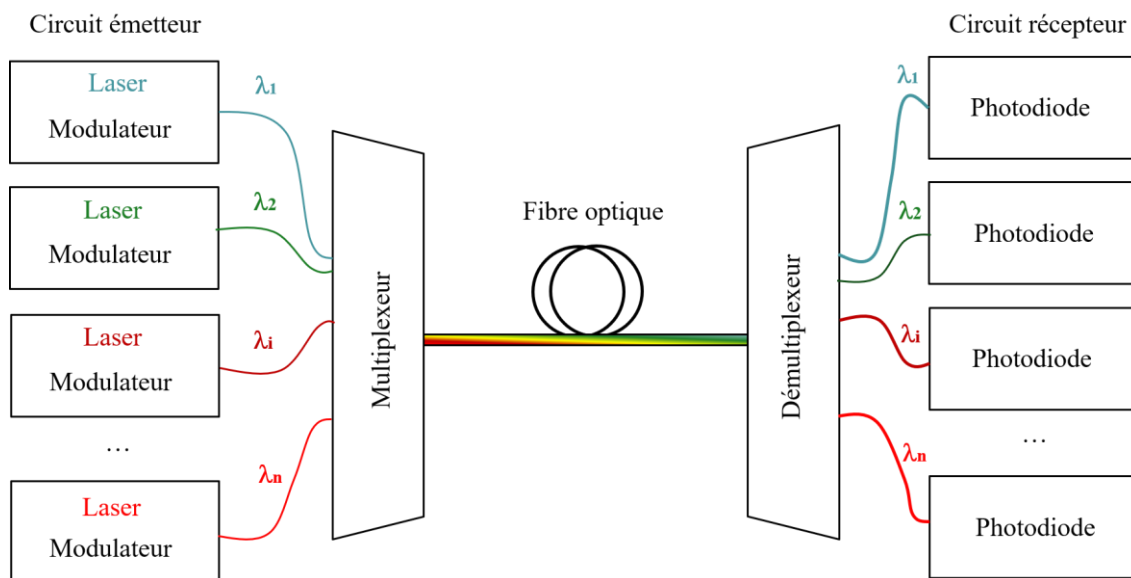 Circuit émetteur
Laser
Modulateur
λ1
Laser
Modulateur
λ2
Laser
Modulateur
λi
…
Laser
Modulateur
λn
Multiplexeur
Fibre optique
Démultiplexeur
Circuit récepteur
λ1
Photodiode
λ2
Photodiode
λi
Photodiode
…
λn
Photodiode